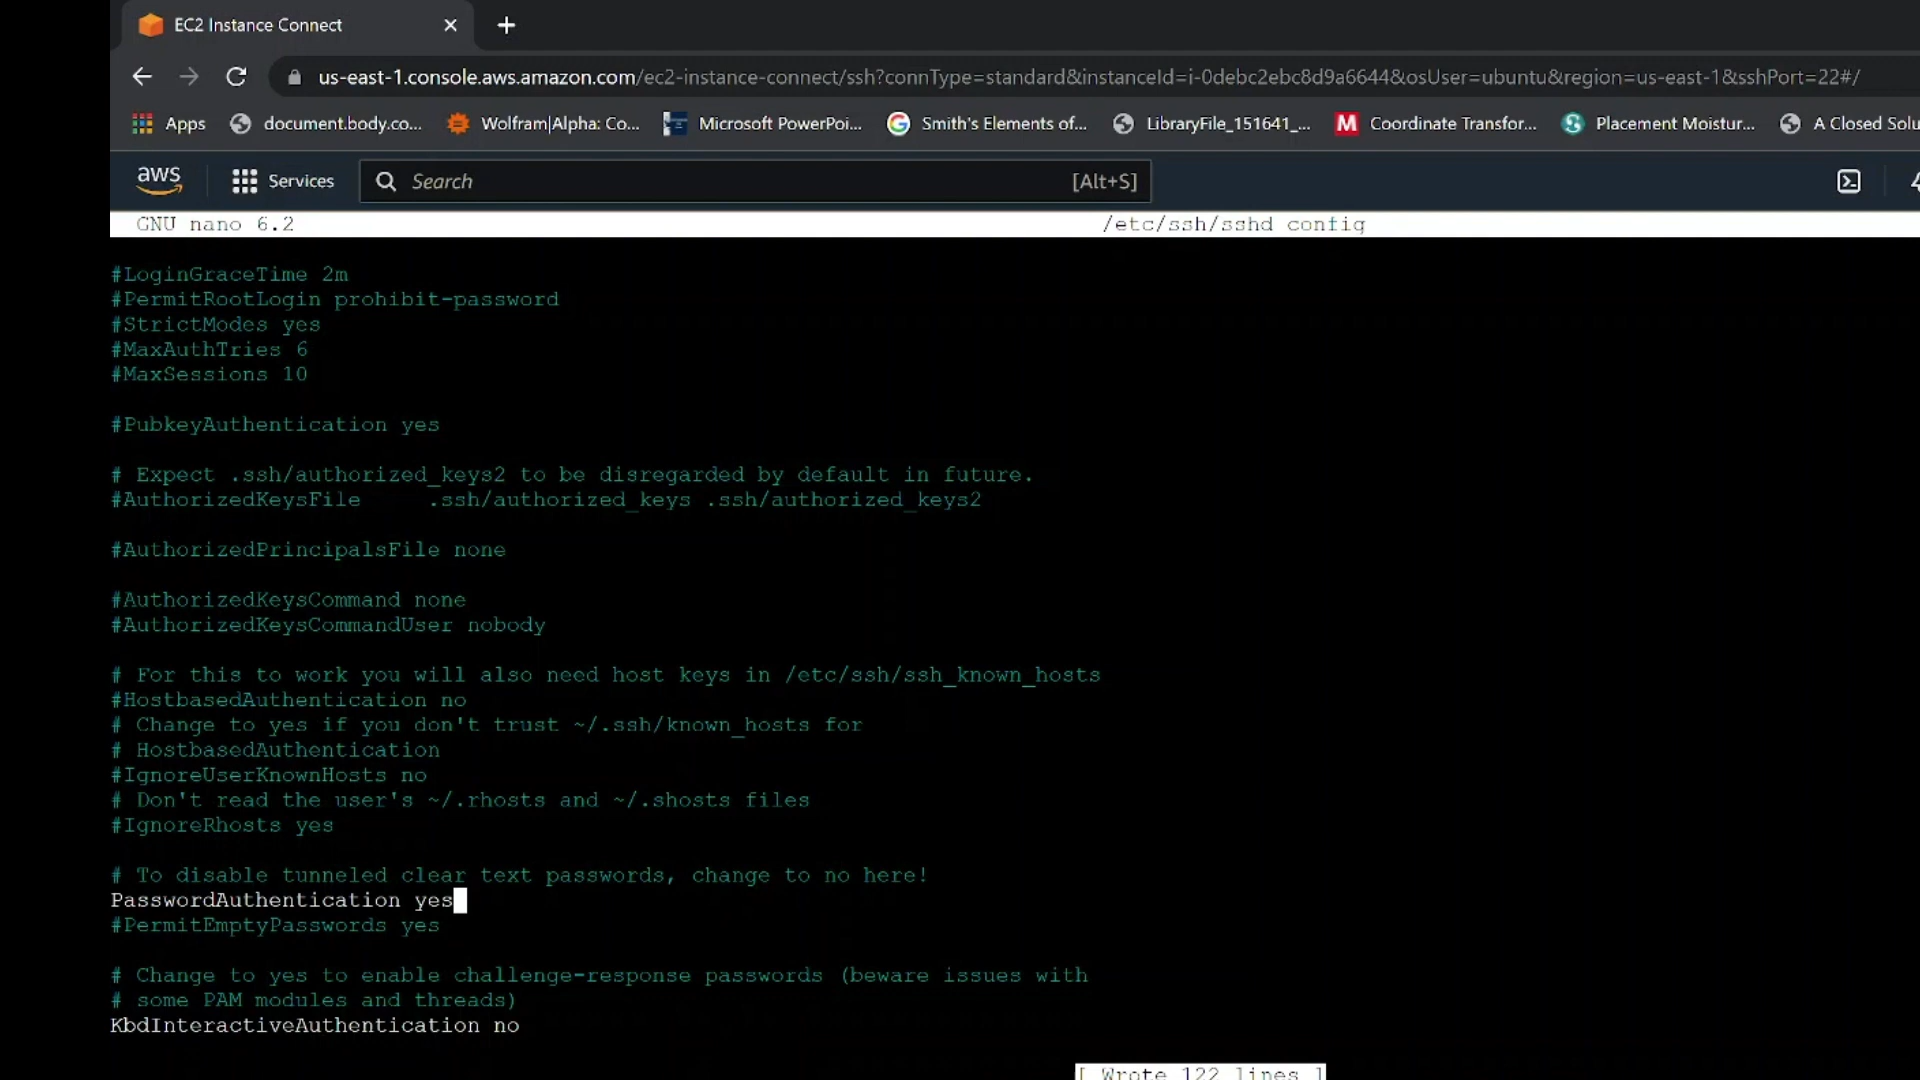 EC2 Instance Connect
us-east-1.console.aws.amazon.com/ec2-instance-connect/ssh?connType=standard&instanceId=i-0debc2ebc8d9a6644&osUser=ubuntu&region=us-east-1&sshPort=22#/
Apps document.body.co... Wolfram|Alpha: Co... Microsoft PowerPoi... Smith's Elements of... LibraryFile_151641_... M Coordinate Transfor... Placement Moistur... A Closed Solu
aws Services Search [Alt+S]
GNU nano 6.2 /etc/ssh/sshd config
#LoginGraceTime 2m
#PermitRootLogin prohibit-password
#StrictModes yes
#MaxAuthTries 6
#MaxSessions 10
#PubkeyAuthentication yes
# Expect .ssh/authorized_keys2 to be disregarded by default in future.
#AuthorizedKeysFile .ssh/authorized_keys .ssh/authorized_keys2
#AuthorizedPrincipalsFile none
#AuthorizedKeysCommand none
#AuthorizedKeysCommandUser nobody
# For this to work you will also need host keys in /etc/ssh/ssh_known_hosts
#HostbasedAuthentication no
# Change to yes if you don't trust ~/.ssh/known_hosts for
# HostbasedAuthentication
#IgnoreUserKnownHosts no
# Don't read the user's ~/.rhosts and ~/.shosts files
#IgnoreRhosts yes
# To disable tunneled clear text passwords, change to no here!
PasswordAuthentication yes
#PermitEmptyPasswords yes
# Change to yes to enable challenge-response passwords (beware issues with
# some PAM modules and threads)
KbdInteractiveAuthentication no
[ Wrote 122 lines ]